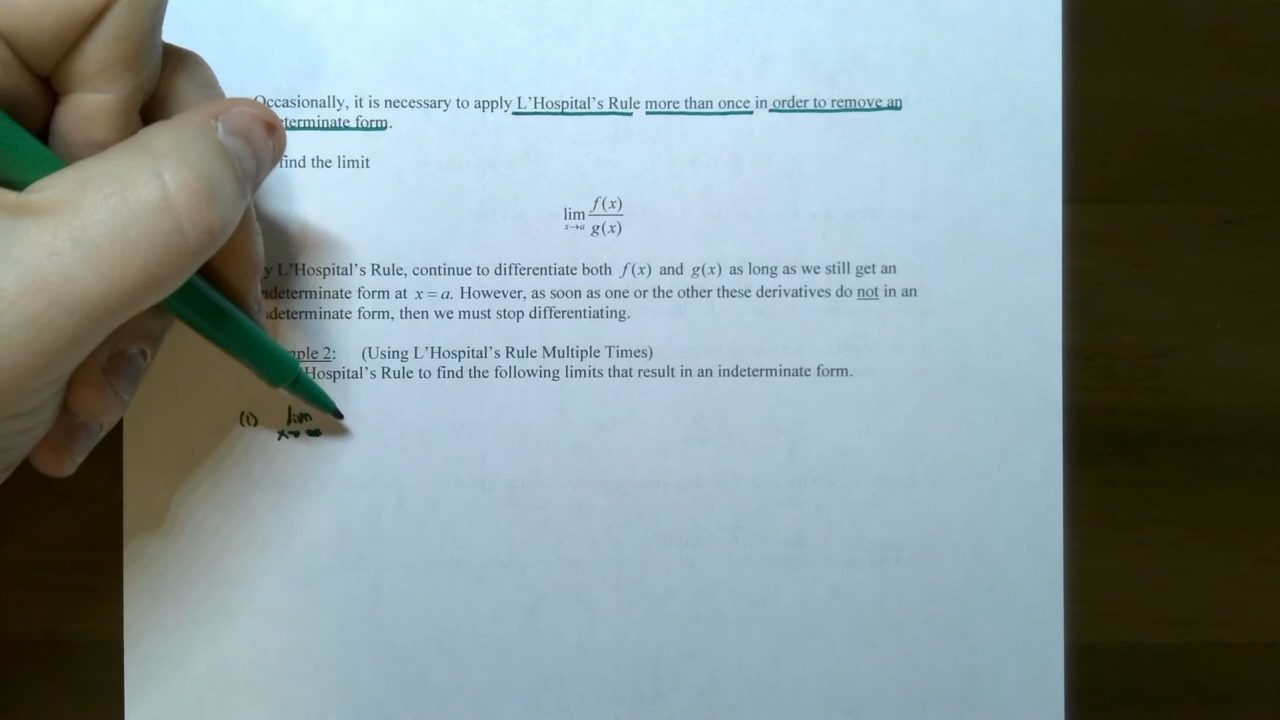 Occasionally, it is necessary to apply L'Hospital's Rule more than once in order to remove an
terminate form.
find the limit
lim x→a f(x)/g(x)
y L'Hospital's Rule, continue to differentiate both f(x) and g(x) as long as we still get an
determinate form at x = a. However, as soon as one or the other these derivatives do not in an
determinate form, then we must stop differentiating.
ple 2: (Using L'Hospital's Rule Multiple Times)
Hospital's Rule to find the following limits that result in an indeterminate form.
(i) lim x→∞